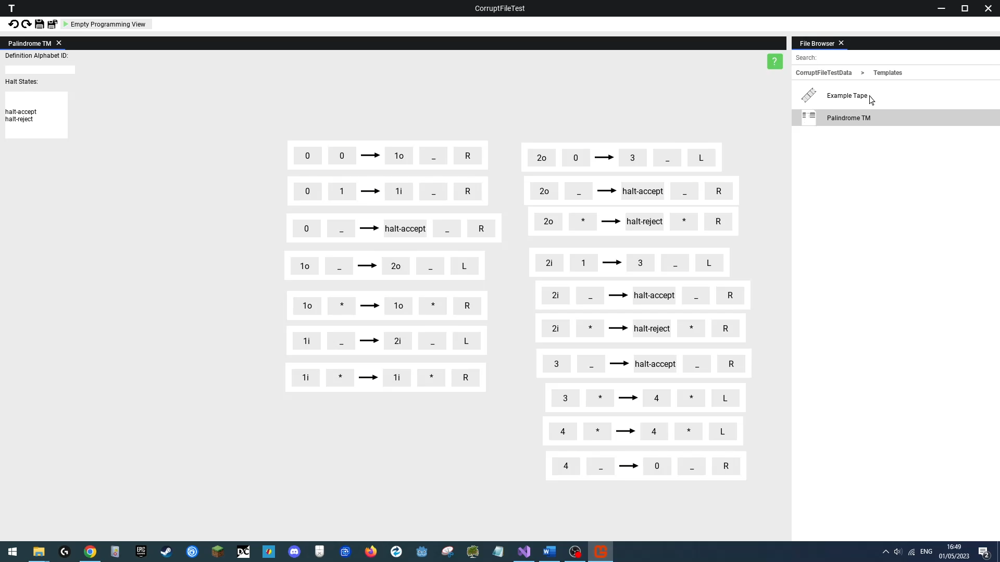 T
CorruptFileTest
Empty Programming View
Palindrome TM
Definition Alphabet ID:
Halt States:
halt-accept
halt-reject
?
0 0 1o _ R
0 1 1i _ R
0 _ halt-accept _ R
1o _ 2o _ L
1o * 1o * R
1i _ 2i _ L
1i * 1i * R
2o 0 3 _ L
2o _ halt-accept _ R
2o * halt-reject * R
2i 1 3 _ L
2i _ halt-accept _ R
2i * halt-reject * R
3 _ halt-accept _ R
3 * 4 * L
4 * 4 * L
4 _ 0 _ R
File Browser
Search:
CorruptFileTestData > Templates
Example Tape
Palindrome TM
EPIC GAMES
DC
ENG
16:49
01/05/2023
2